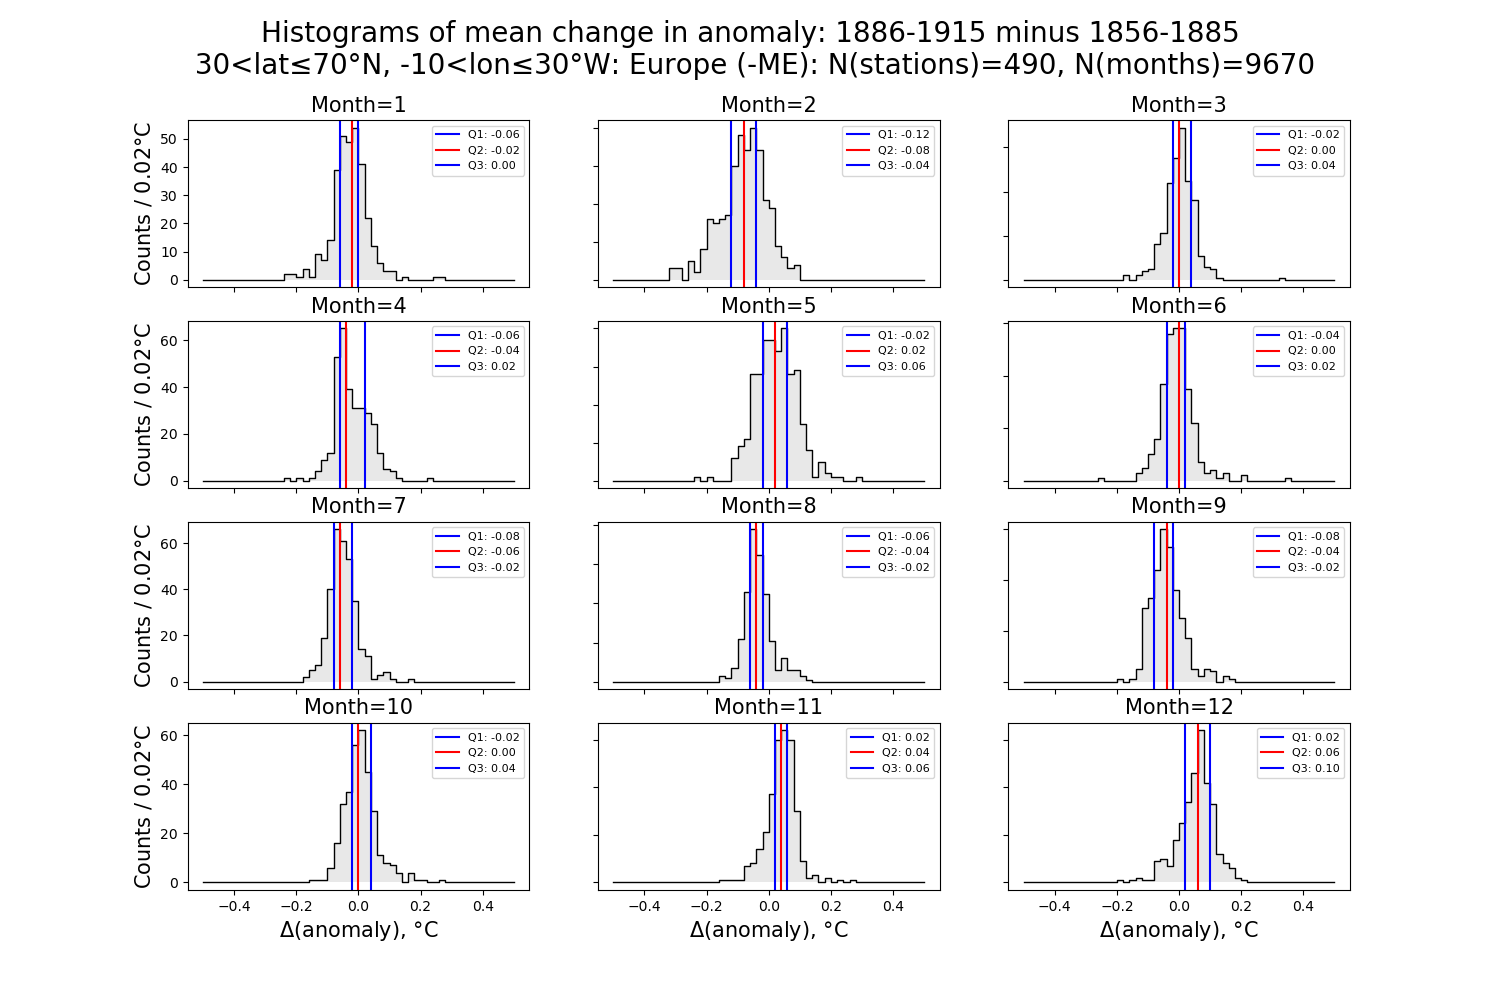 Histograms of mean change in anomaly: 1886-1915 minus 1856-1885
30<lat≤70°N, -10<lon≤30°W: Europe (-ME): N(stations)=490, N(months)=9670
Month=1
Counts / 0.02°C
50
40
30
20
10
0
Q1: -0.06
Q2: -0.02
Q3: 0.00
Month=2
Q1: -0.12
Q2: -0.08
Q3: -0.04
Month=3
Q1: -0.02
Q2: 0.00
Q3: 0.04
Month=4
Counts / 0.02°C
60
40
20
0
Q1: -0.06
Q2: -0.04
Q3: 0.02
Month=5
Q1: -0.02
Q2: 0.02
Q3: 0.06
Month=6
Q1: -0.04
Q2: 0.00
Q3: 0.02
Month=7
Counts / 0.02°C
60
40
20
0
Q1: -0.08
Q2: -0.06
Q3: -0.02
Month=8
Q1: -0.06
Q2: -0.04
Q3: -0.02
Month=9
Q1: -0.08
Q2: -0.04
Q3: -0.02
Month=10
Counts / 0.02°C
60
40
20
0
Q1: -0.02
Q2: 0.00
Q3: 0.04
−0.4 −0.2 0.0 0.2 0.4
Δ(anomaly), °C
Month=11
Q1: 0.02
Q2: 0.04
Q3: 0.06
−0.4 −0.2 0.0 0.2 0.4
Δ(anomaly), °C
Month=12
Q1: 0.02
Q2: 0.06
Q3: 0.10
−0.4 −0.2 0.0 0.2 0.4
Δ(anomaly), °C